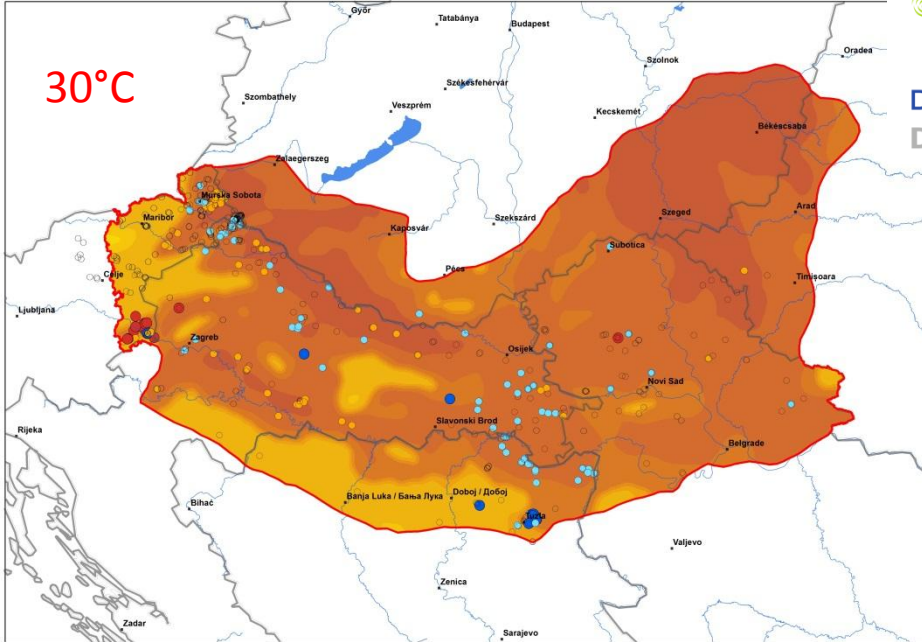 Győr
Tatabánya
Budapest
Oradea
30°C
Szolnok
Székesfehérvár
Szombathely
Veszprém
Kecskemét
Békéscsaba
Zalaegerszeg
Murska Sobota
Maribor
Szekszárd
Szeged
Arad
Kaposvár
Subotica
Pécs
Celje
Timișoara
Ljubljana
Zagreb
Osijek
Novi Sad
Slavonski Brod
Rijeka
Belgrade
Bihać
Banja Luka / Бања Лука
Doboj / Добој
Tuzla
Valjevo
Zenica
Zadar
Sarajevo